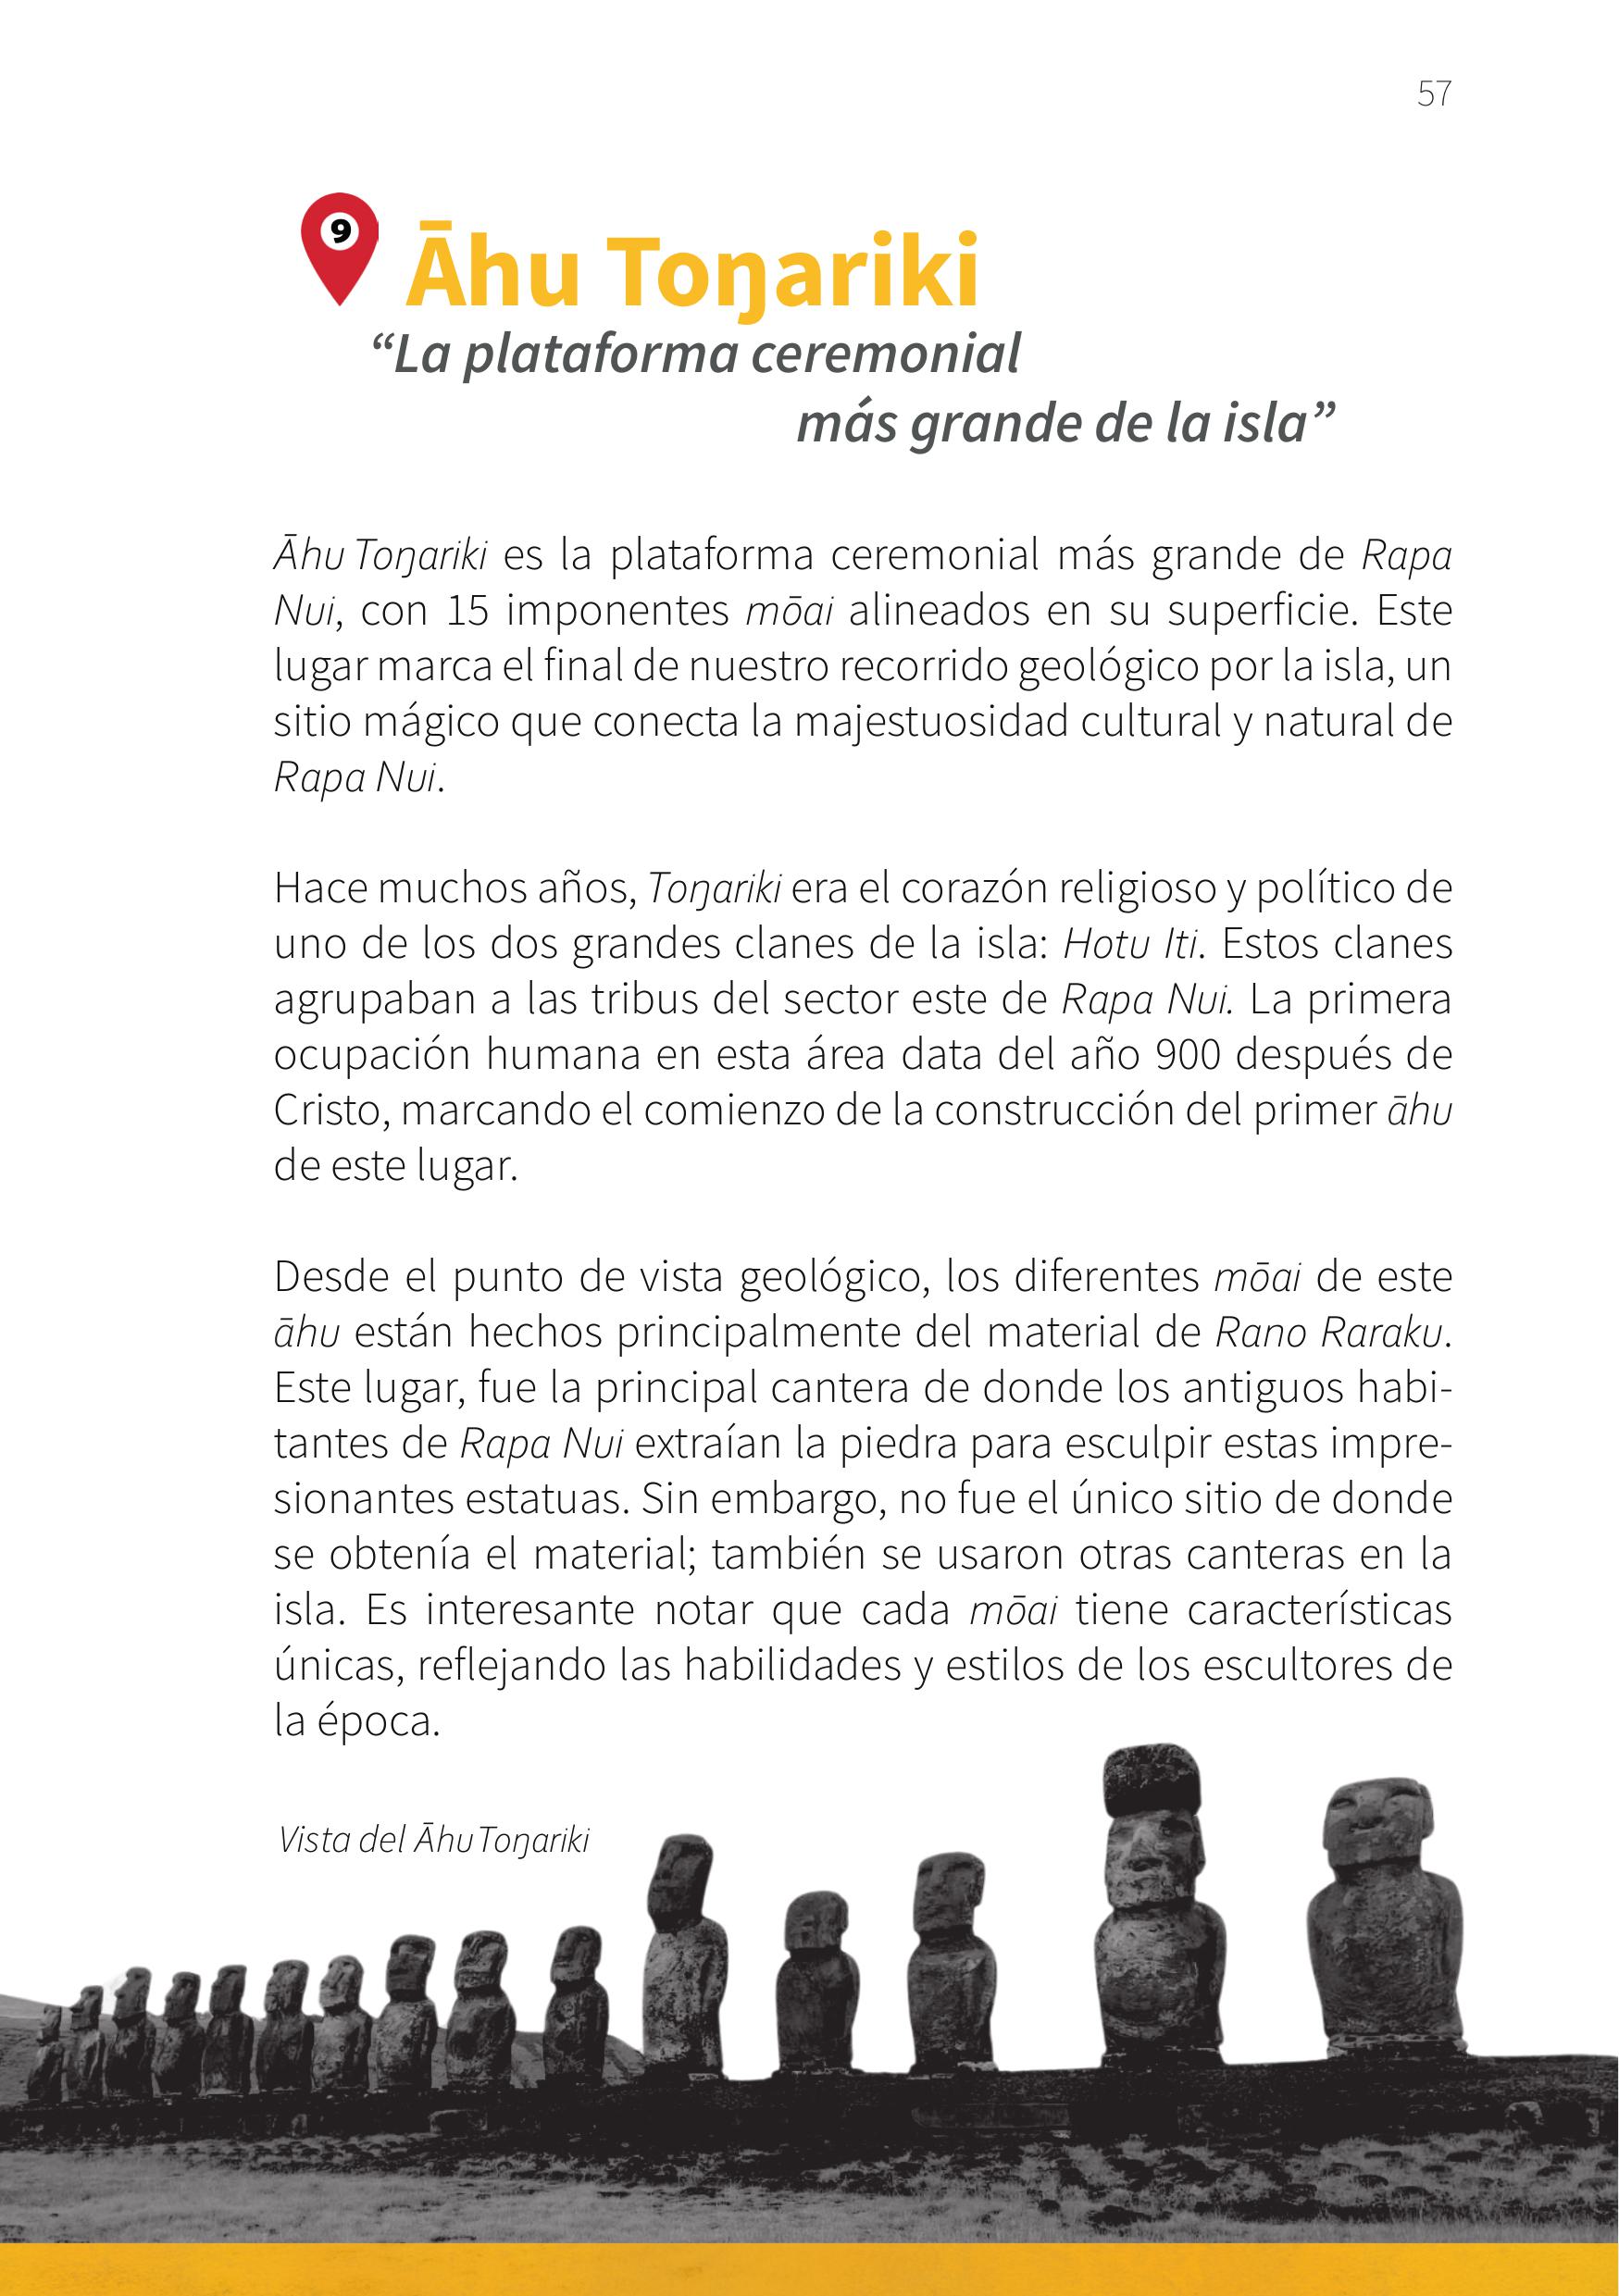 57
9
Āhu Toŋariki
“La plataforma ceremonial
más grande de la isla”
Āhu Toŋariki es la plataforma ceremonial más grande de Rapa
Nui, con 15 imponentes mōai alineados en su superficie. Este
lugar marca el final de nuestro recorrido geológico por la isla, un
sitio mágico que conecta la majestuosidad cultural y natural de
Rapa Nui.
Hace muchos años, Toŋariki era el corazón religioso y político de
uno de los dos grandes clanes de la isla: Hotu Iti. Estos clanes
agrupaban a las tribus del sector este de Rapa Nui. La primera
ocupación humana en esta área data del año 900 después de
Cristo, marcando el comienzo de la construcción del primer āhu
de este lugar.
Desde el punto de vista geológico, los diferentes mōai de este
āhu están hechos principalmente del material de Rano Raraku.
Este lugar, fue la principal cantera de donde los antiguos habi-
tantes de Rapa Nui extraían la piedra para esculpir estas impre-
sionantes estatuas. Sin embargo, no fue el único sitio de donde
se obtenía el material; también se usaron otras canteras en la
isla. Es interesante notar que cada mōai tiene características
únicas, reflejando las habilidades y estilos de los escultores de
la época.
Vista del Āhu Toŋariki